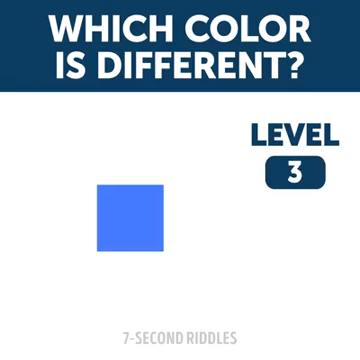 WHICH COLOR
IS DIFFERENT?
LEVEL
3
7-SECOND RIDDLES